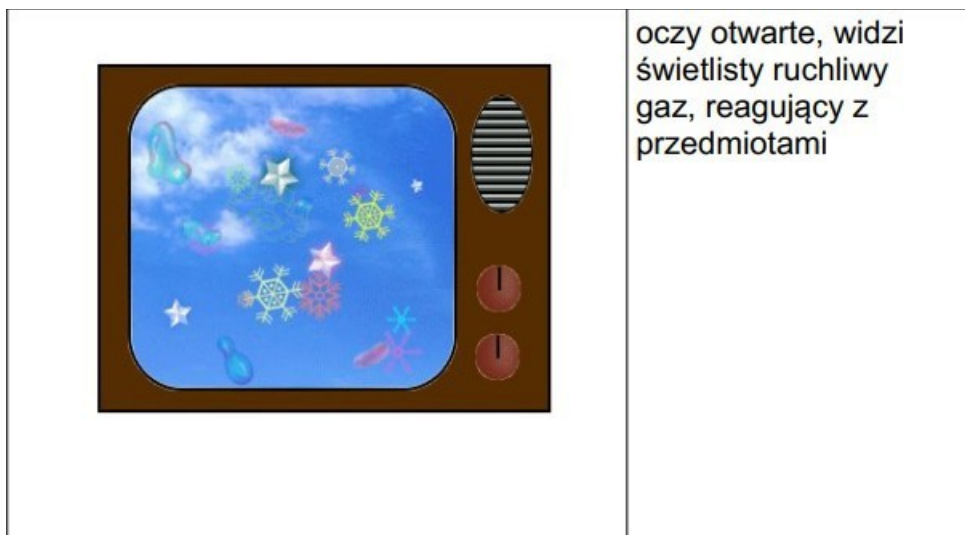 oczy otwarte, widzi
świetlisty ruchliwy
gaz, reagujący z
przedmiotami